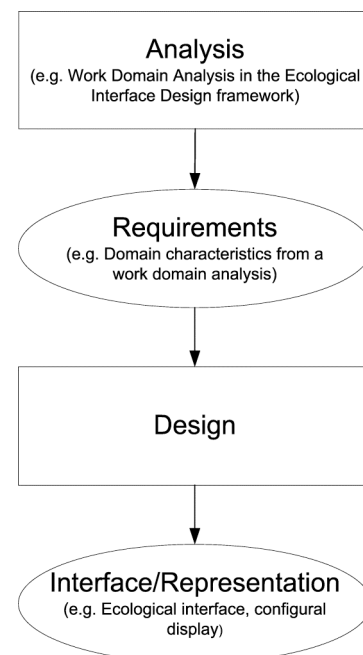 Analysis
(e.g. Work Domain Analysis in the Ecological
Interface Design framework)
Requirements
(e.g. Domain characteristics from a
work domain analysis)
Design
Interface/Representation
(e.g. Ecological interface, configural
display)